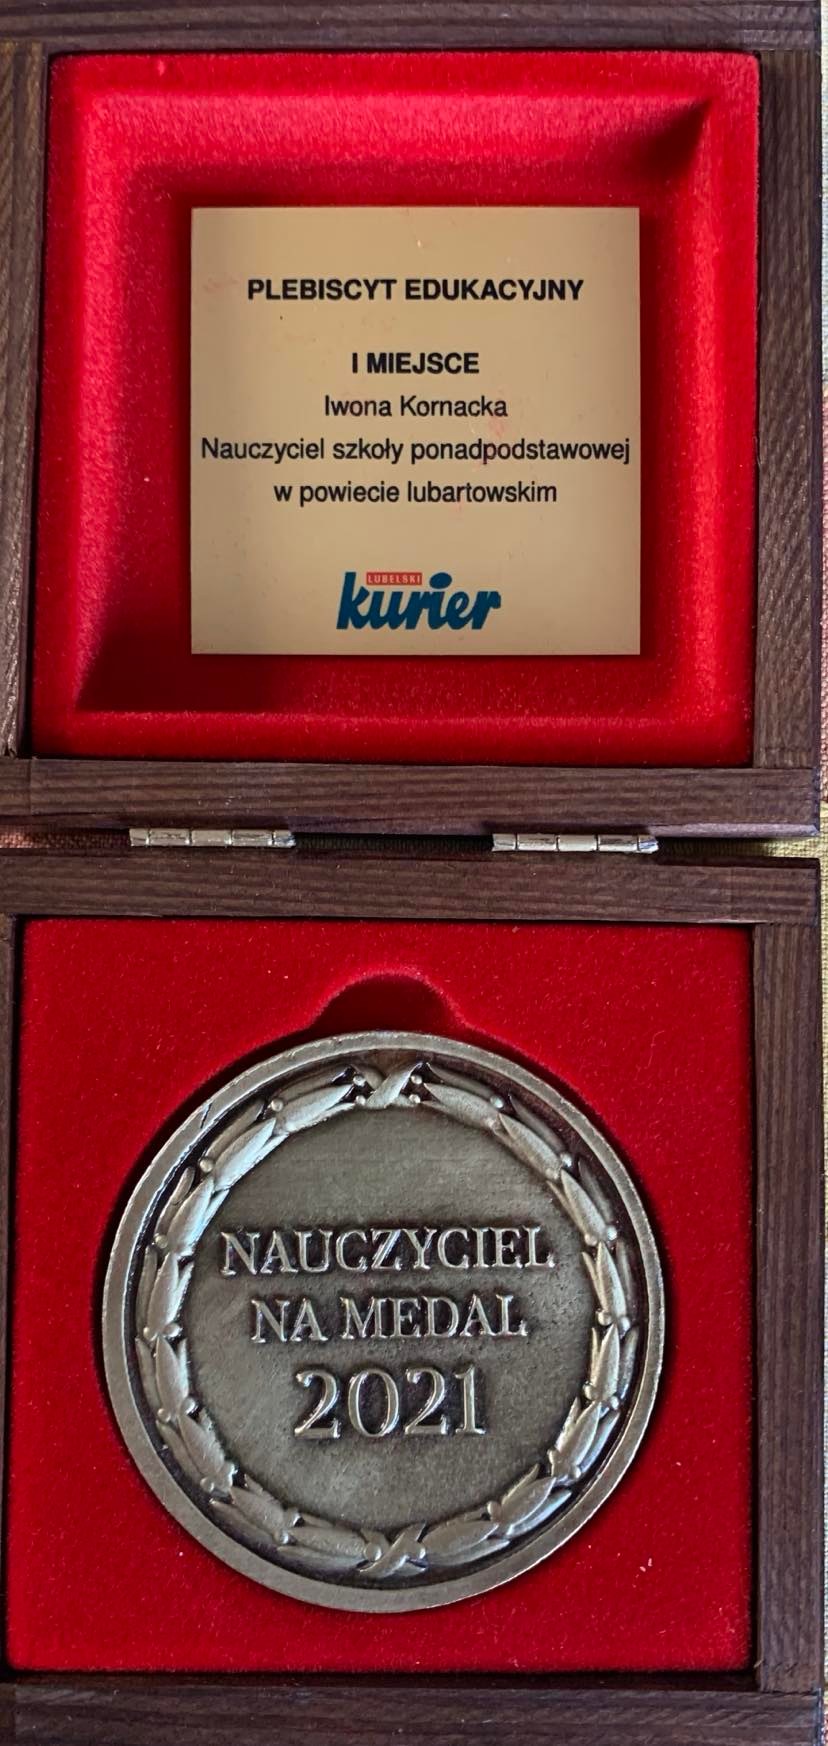 PLEBISCYT EDUKACYJNY
I MIEJSCE
Iwona Kornacka
Nauczyciel szkoły ponadpodstawowej
w powiecie lubartowskim
LUBELSKI
kurier
NAUCZYCIEL
NA MEDAL
2021